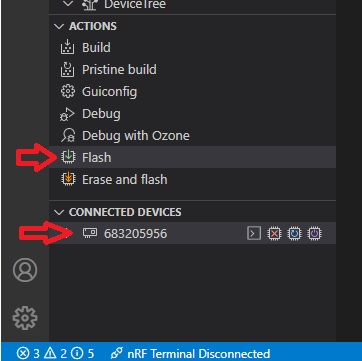 DeviceTree
ACTIONS
Build
Pristine build
Guiconfig
Debug
Debug with Ozone
Flash
Erase and flash
CONNECTED DEVICES
683205956
3 2 5 nRF Terminal Disconnected